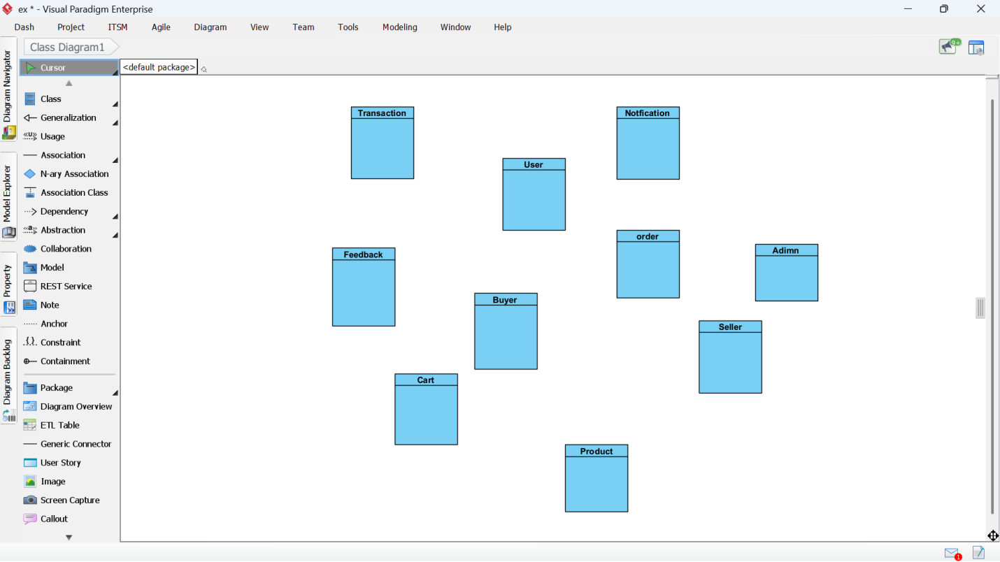 ex * - Visual Paradigm Enterprise
Dash Project ITSM Agile Diagram View Team Tools Modeling Window Help
Class Diagram1
9+
Diagram Navigator
Model Explorer
Property
Diagram Backlog
Cursor
Class
Generalization
«U» Usage
Association
N-ary Association
Association Class
Dependency
«a» Abstraction
Collaboration
Model
REST Service
Note
Anchor
{} Constraint
Containment
Package
Diagram Overview
ETL Table
Generic Connector
User Story
Image
Screen Capture
Callout
<default package>
Transaction
Notfication
User
order
Adimn
Feedback
Buyer
Seller
Cart
Product
1